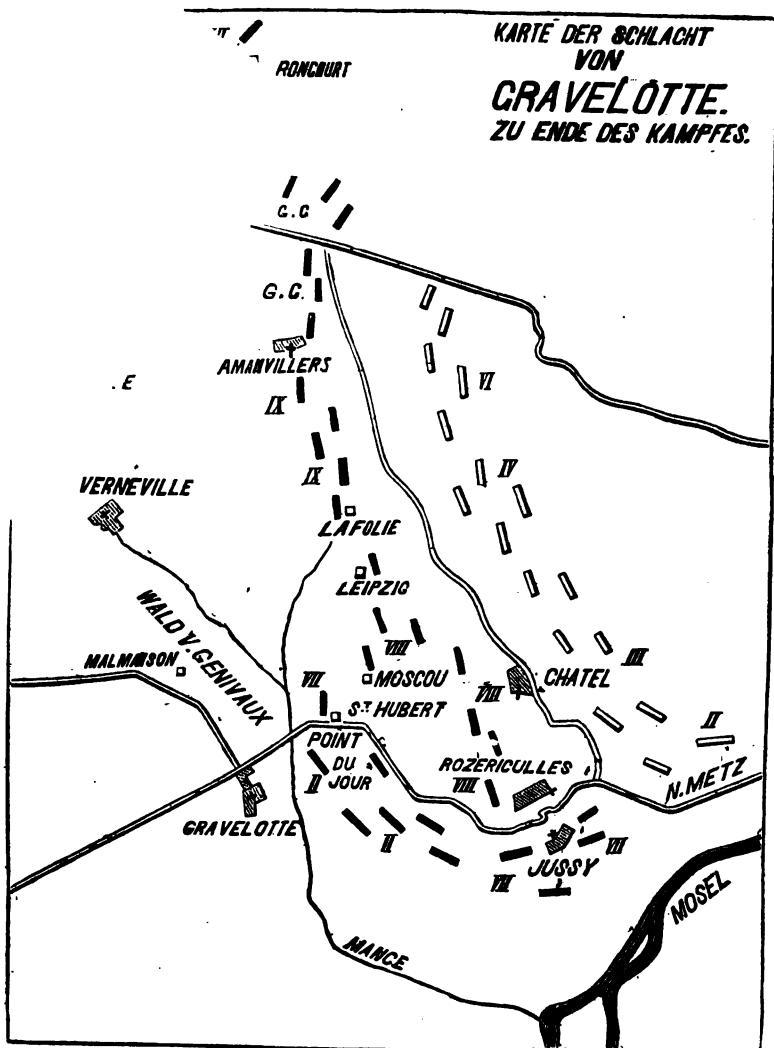 KARTE DER SCHLACHT
VON
GRAVELOTTE.
ZU ENDE DES KAMPFES.
RONCOURT
G.C
G.C.
AMANVILLERS
E
IX
VI
IX
IV
VERNEVILLE
LAFOLIE
LEIPZIG
WALD V. GENIVAUX
VIII
III
MALMAISON
VII
MOSCOU
VIII
CHATEL
ST HUBERT
II
POINT
DU
JOUR
II
ROZERICULLES
VIII
N. METZ
GRAVELOTTE
II
VII
VII
JUSSY
MOSEL
MANCE